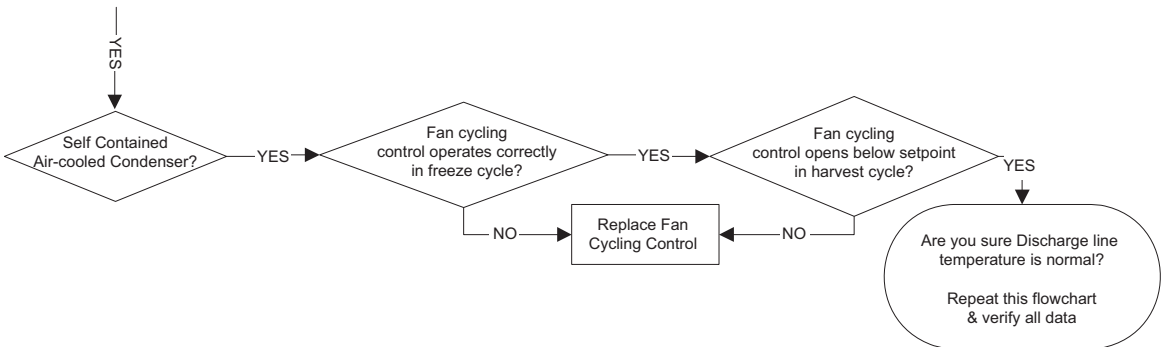 YES
Self Contained
Air-cooled Condenser?
YES
Fan cycling
control operates correctly
in freeze cycle?
YES
Fan cycling
control opens below setpoint
in harvest cycle?
YES
NO
Replace Fan
Cycling Control
NO
Are you sure Discharge line
temperature is normal?
Repeat this flowchart
& verify all data